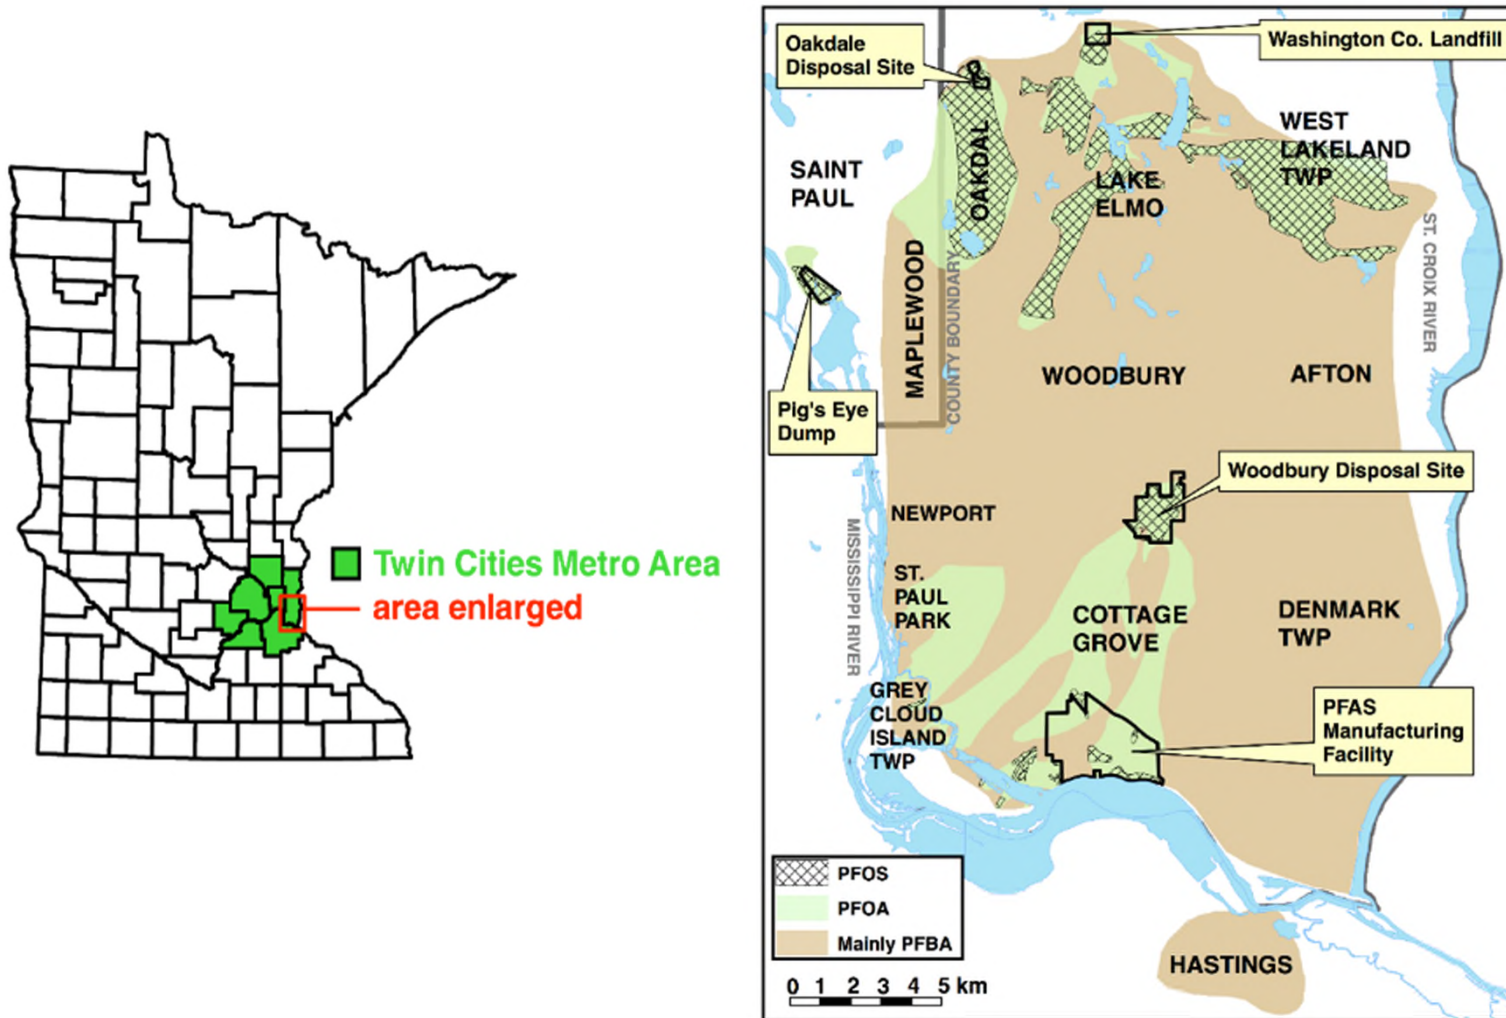 Twin Cities Metro Area
area enlarged
Oakdale
Disposal Site
Washington Co. Landfill
SAINT
PAUL
OAKDAL
LAKE
ELMO
WEST
LAKELAND
TWP
ST. CROIX RIVER
MAPLEWOOD
COUNTY BOUNDARY
WOODBURY
AFTON
Pig's Eye
Dump
Woodbury Disposal Site
NEWPORT
MISSISSIPPI RIVER
ST.
PAUL
PARK
COTTAGE
GROVE
DENMARK
TWP
GREY
CLOUD
ISLAND
TWP
PFAS
Manufacturing
Facility
PFOS
PFOA
Mainly PFBA
HASTINGS
0 1 2 3 4 5 km